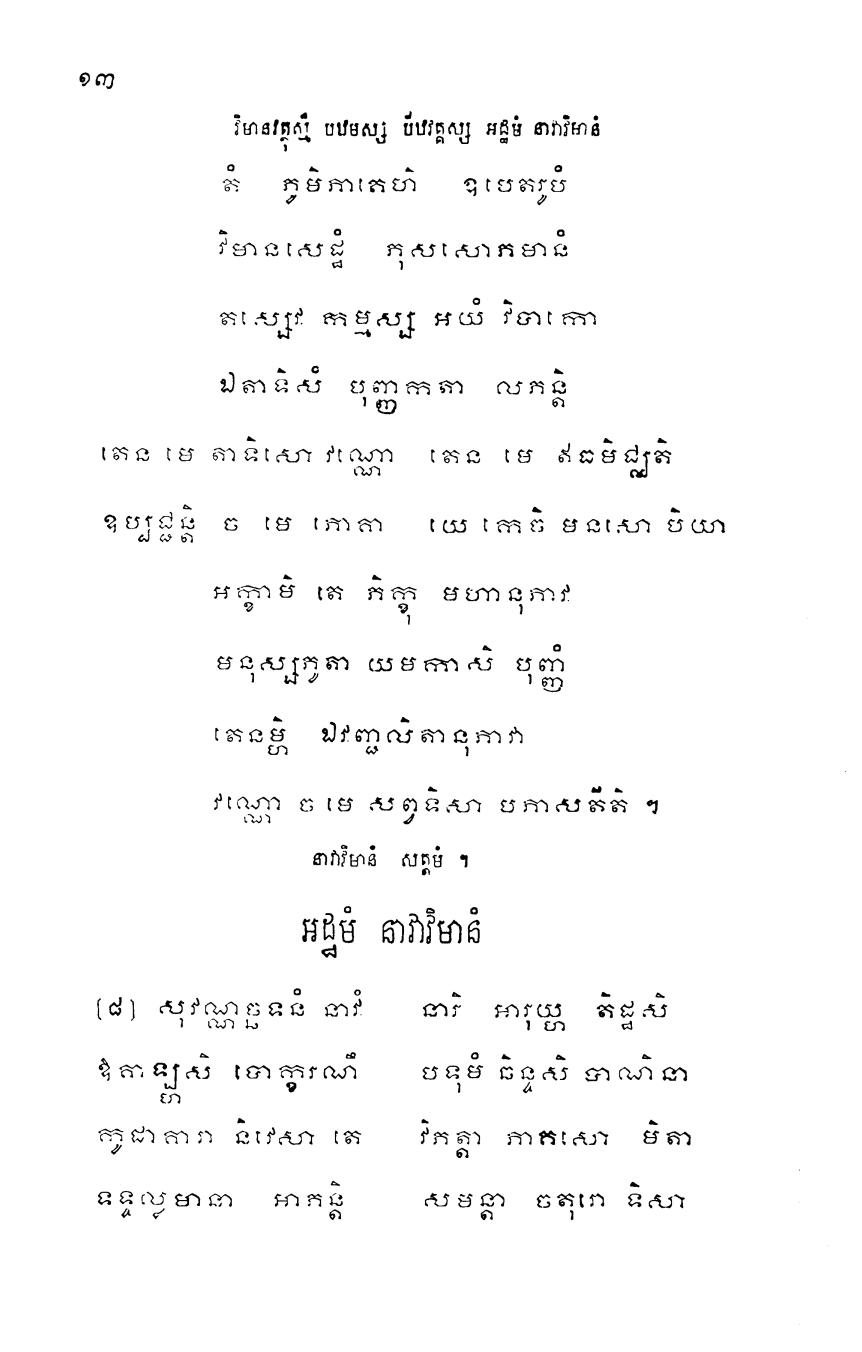 ១៣
វិមានវត្ថុស្មឹ បឋមស្ស បីឋវគ្គស្ស អដ្ឋមំ នាវាវិមានំ
តំ ភូមិភាគេហិ ឧបេតរូបំ
វិមានសេដ្ឋំ ភុសសោភមានំ
តស្សេវ កម្មស្ស អយំ វិបាកោ
ឯតាទិសំ បុញ្ញកតា លភន្តិ
តេន មេ តាទិសោ វណ្ណោ តេន មេ ឥធមិជ្ឈតិ
ឧប្បជ្ជន្តិ ច មេ ភោគា យេ កេចិ មនសោ បិយា
អក្ខាមិ តេ ភិក្ខុ មហានុភាវ
មនុស្សភូតា យមកាសិ បុញ្ញំ
តេនម្ហិ ឯវញ្ជលិតានុភាវា
វណ្ណោ ច មេ សព្វទិសា បភាសតីតិ ។
នាវាវិមានំ សត្តមំ ។
អដ្ឋមំ នាវាវិមានំ
[៨] សុវណ្ណច្ឆទនំ នាវំ នារិ អារុយ្ហ តិដ្ឋសិ
ឱគាឡ្ហសិ បោក្ខរណឹ បទុមំ ឆិន្ទសិ បាណិនា
កូដាគារា និវេសា តេ វិភត្តា ភាគសោ មិតា
ទទ្ទល្លមានា អាភន្តិ សមន្តា ចតុរោ ទិសា